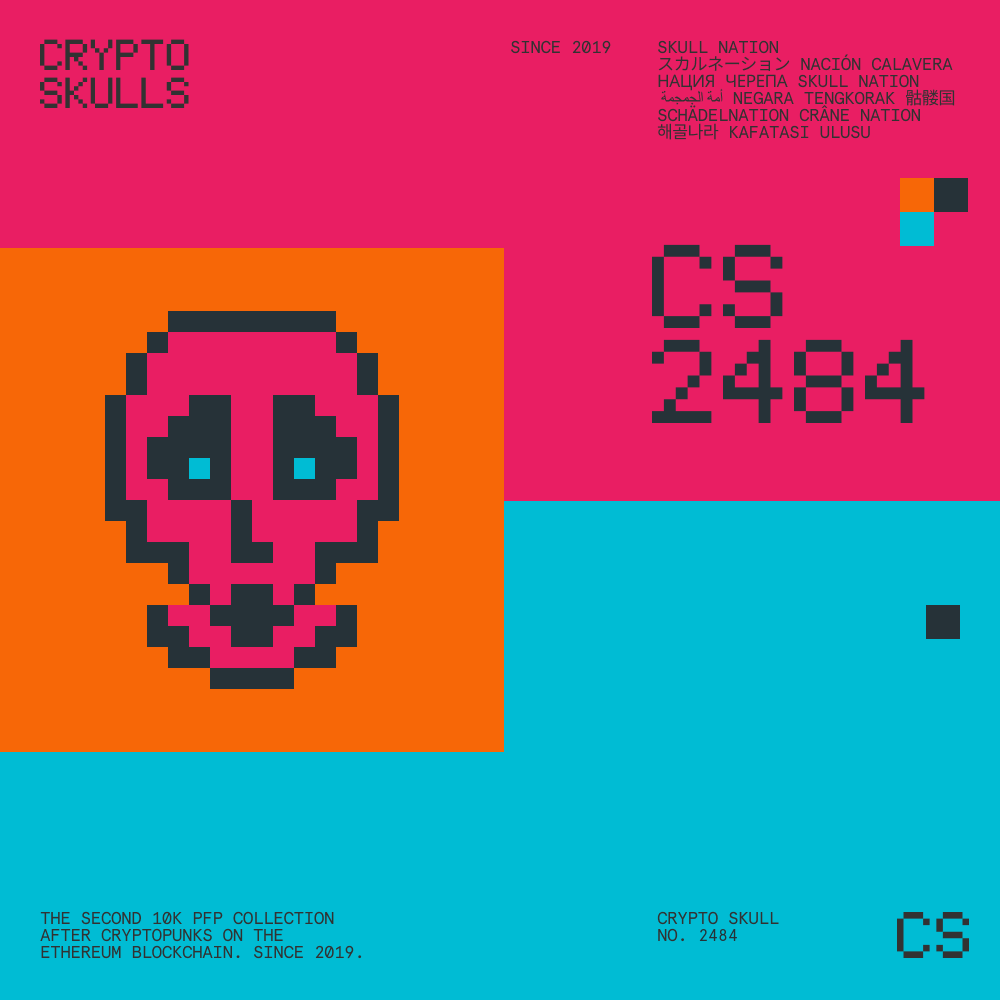 CRYPTO
SKULLS
SINCE 2019
SKULL NATION
スカルネーション NACIÓN CALAVERA
НАЦИЯ ЧЕРЕПА SKULL NATION
أمة الجمجمة NEGARA TENGKORAK 骷髅国
SCHÄDELNATION CRÂNE NATION
해골나라 KAFATASI ULUSU
CS
2484
THE SECOND 10K PFP COLLECTION
AFTER CRYPTOPUNKS ON THE
ETHEREUM BLOCKCHAIN. SINCE 2019.
CRYPTO SKULL
NO. 2484
CS